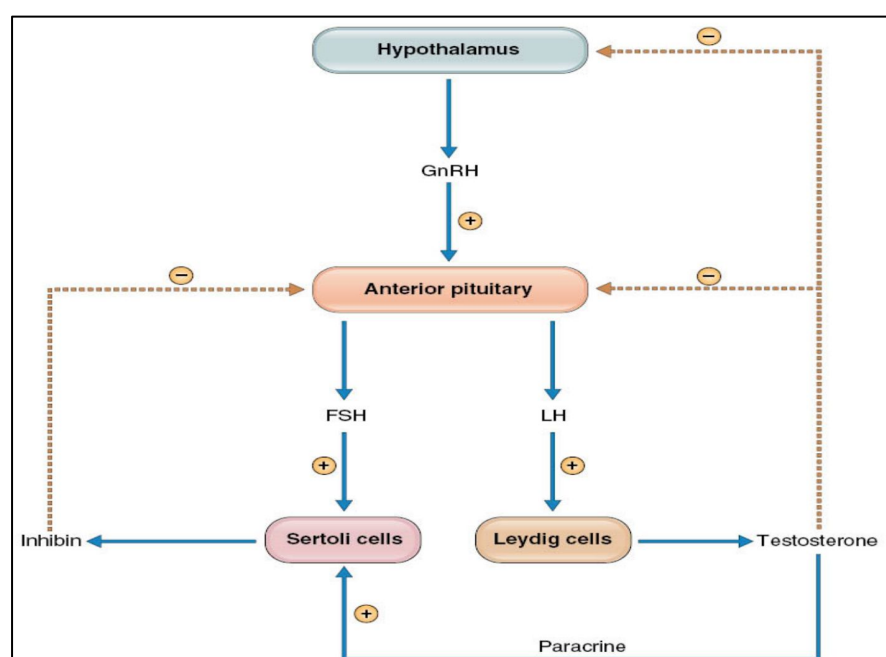 Hypothalamus
−
GnRH
+
−
−
Anterior pituitary
FSH
LH
+
+
Inhibin
Sertoli cells
Leydig cells
Testosterone
+
Paracrine